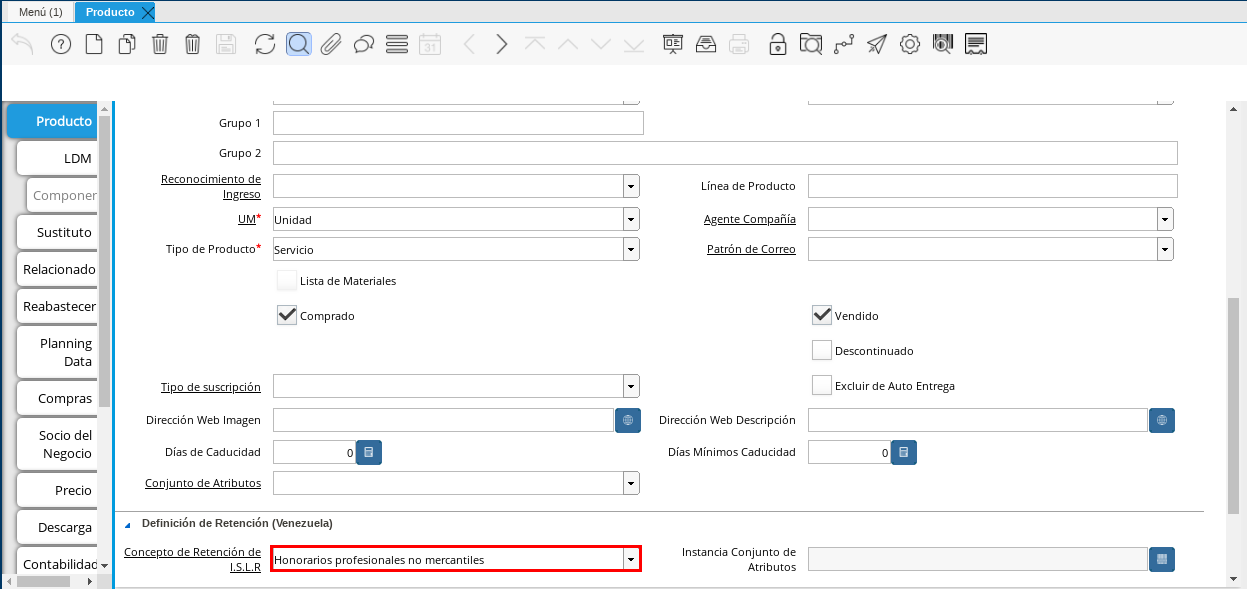 Menú (1)
Producto
31
Producto
LDM
Componer
Sustituto
Relacionado
Reabastecer
Planning
Data
Compras
Socio del
Negocio
Precio
Descarga
Contabilidad
Grupo 1
Grupo 2
Reconocimiento de
Ingreso
Línea de Producto
UM* Unidad
Agente Compañía
Tipo de Producto* Servicio
Patrón de Correo
Lista de Materiales
Comprado
Vendido
Descontinuado
Tipo de suscripción
Excluir de Auto Entrega
Dirección Web Imagen
Dirección Web Descripción
Días de Caducidad 0
Días Mínimos Caducidad 0
Conjunto de Atributos
Definición de Retención (Venezuela)
Concepto de Retención de
I.S.L.R
Honorarios profesionales no mercantiles
Instancia Conjunto de
Atributos